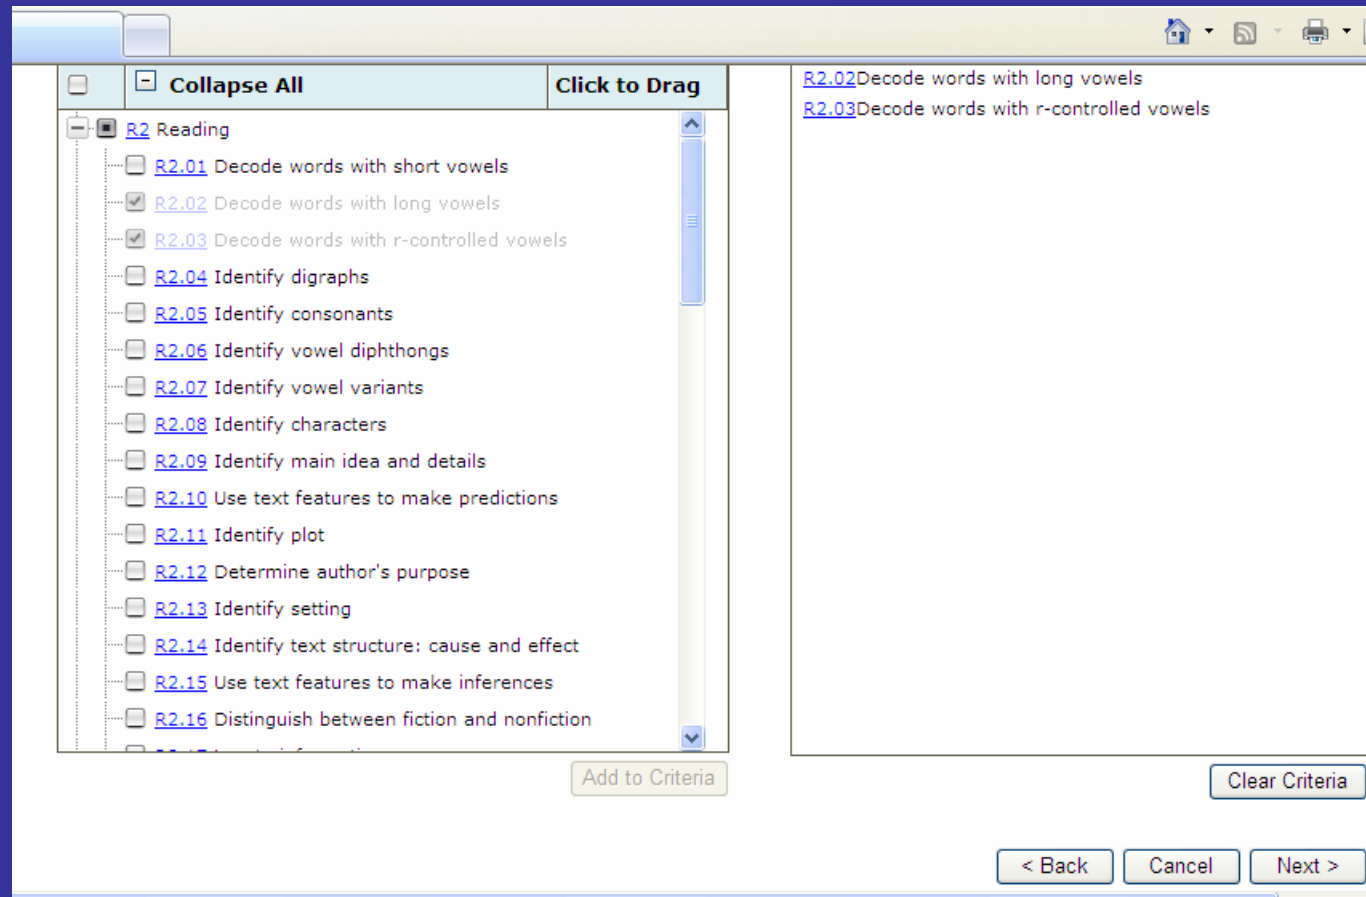 Collapse All Click to Drag
R2 Reading
R2.01 Decode words with short vowels
R2.02 Decode words with long vowels
R2.03 Decode words with r-controlled vowels
R2.04 Identify digraphs
R2.05 Identify consonants
R2.06 Identify vowel diphthongs
R2.07 Identify vowel variants
R2.08 Identify characters
R2.09 Identify main idea and details
R2.10 Use text features to make predictions
R2.11 Identify plot
R2.12 Determine author's purpose
R2.13 Identify setting
R2.14 Identify text structure: cause and effect
R2.15 Use text features to make inferences
R2.16 Distinguish between fiction and nonfiction
Add to Criteria
R2.02Decode words with long vowels
R2.03Decode words with r-controlled vowels
Clear Criteria
< Back Cancel Next >